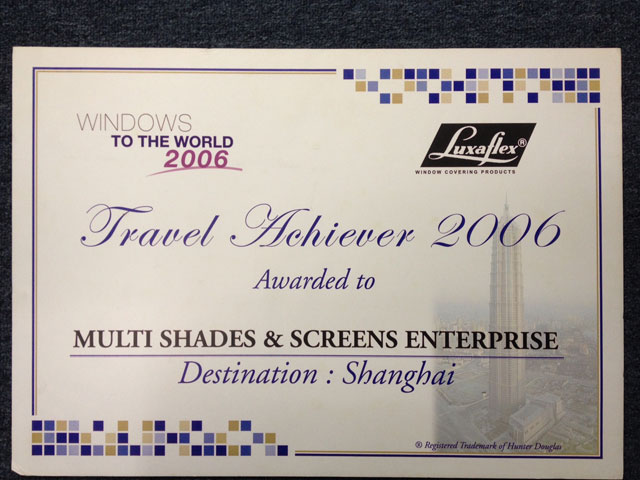 WINDOWS
TO THE WORLD
2006
Luxaflex®
WINDOW COVERING PRODUCTS
Travel Achiever 2006
Awarded to
MULTI SHADES & SCREENS ENTERPRISE
Destination : Shanghai
® Registered Trademark of Hunter Douglas